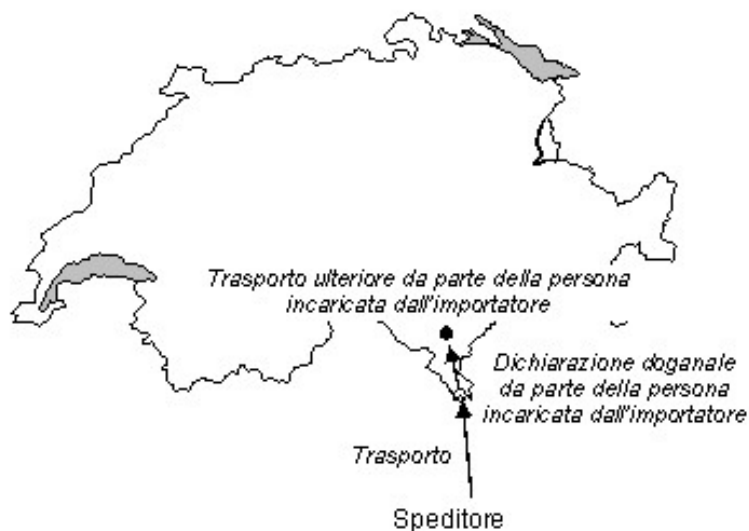 Trasporto ulteriore da parte della persona
incaricata dall'importatore
Dichiarazione doganale
da parte della persona
incaricata dall'importatore
Trasporto
Speditore